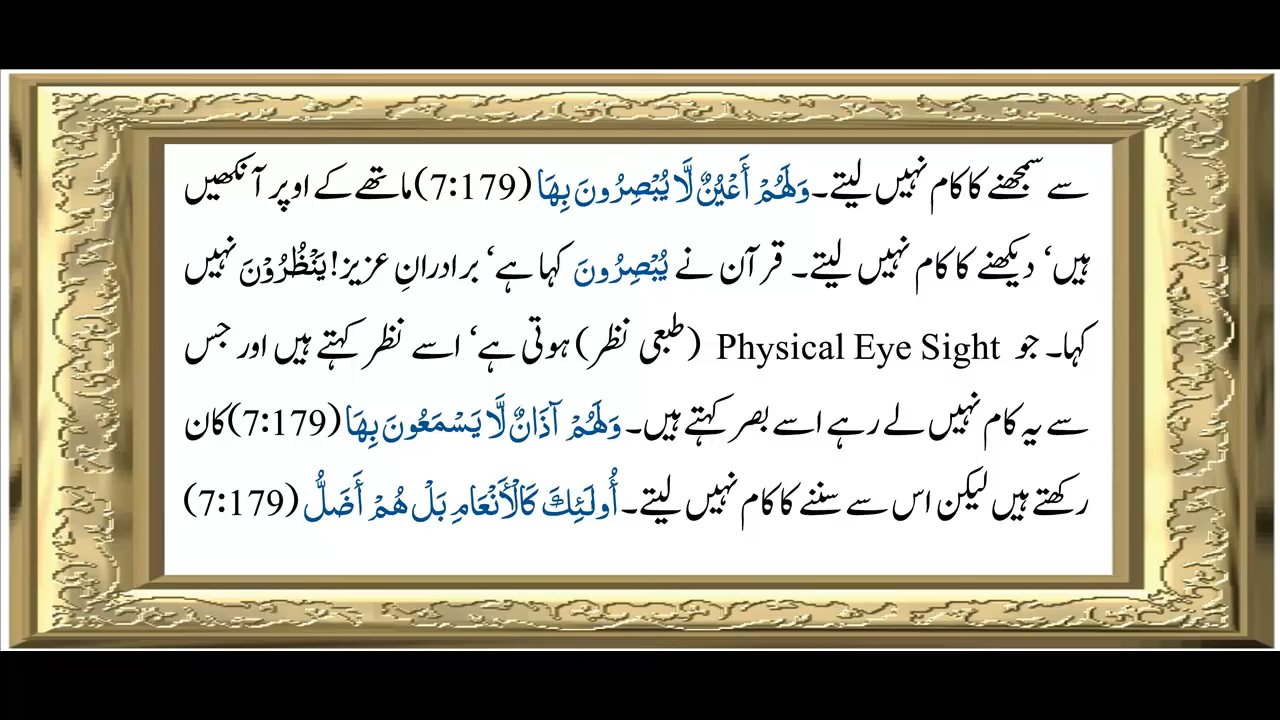 سے سمجھنے کا کام نہیں لیتے۔ وَلَهُمْ أَعْيُنٌ لَّا يُبْصِرُونَ بِهَا (7:179) ماتھے کے اوپر آنکھیں
ہیں‘ دیکھنے کا کام نہیں لیتے۔ قرآن نے يُبْصِرُونَ کہا ہے‘ برادرانِ عزیز! يَنْظُرُوْنَ نہیں
کہا۔ جو Physical Eye Sight (طبعی نظر) ہوتی ہے‘ اسے نظر کہتے ہیں اور جس
سے یہ کام نہیں لے رہے اسے بصر کہتے ہیں۔ وَلَهُمْ آذَانٌ لَّا يَسْمَعُونَ بِهَا (7:179) کان
رکھتے ہیں لیکن اس سے سننے کا کام نہیں لیتے۔ أُولَٰئِكَ كَالْأَنْعَامِ بَلْ هُمْ أَضَلُّ (7:179)